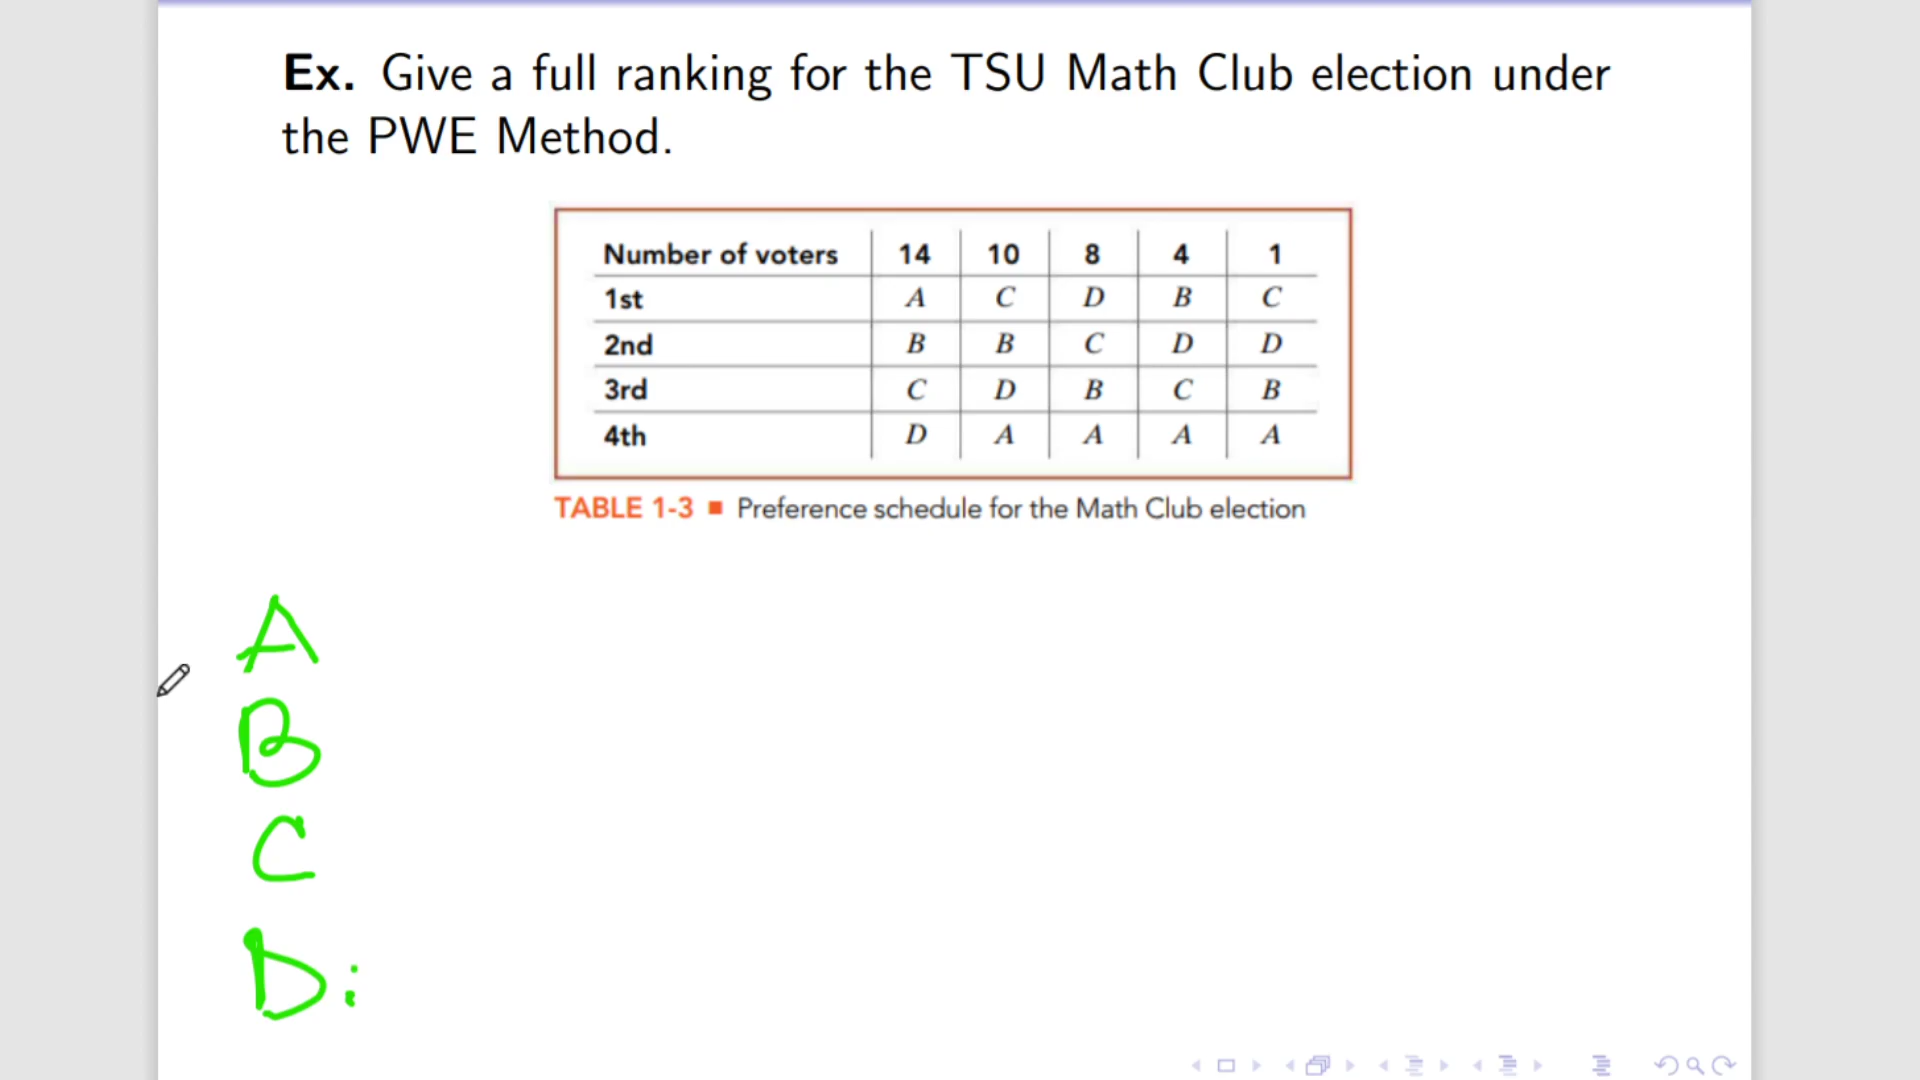 Ex. Give a full ranking for the TSU Math Club election under
the PWE Method.
Number of voters 14 10 8 4 1
1st A C D B C
2nd B B C D D
3rd C D B C B
4th D A A A A
TABLE 1-3 ■ Preference schedule for the Math Club election
A
B
C
D: